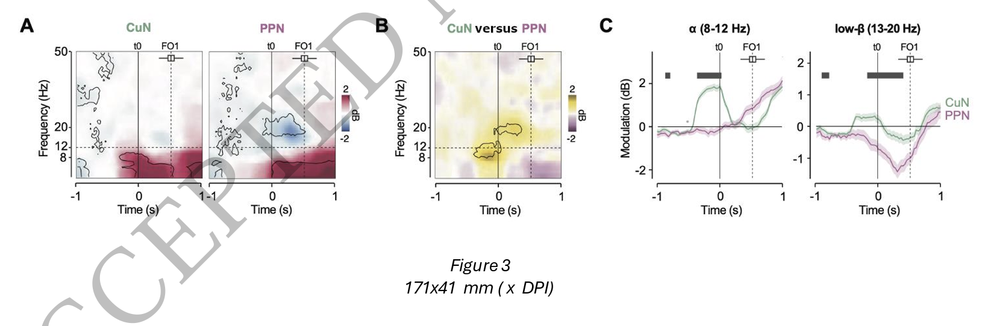 A
CuN
PPN
t0
FO1
t0
FO1
50
20
12
8
Frequency (Hz)
2
dB
-2
-1
0
1
-1
0
1
Time (s)
Time (s)
B
CuN versus PPN
t0
FO1
50
20
12
8
Frequency (Hz)
2
dB
-2
-1
0
1
Time (s)
C
α (8-12 Hz)
t0
FO1
Modulation (dB)
2
0
-2
-1
0
1
Time (s)
low-β (13-20 Hz)
t0
FO1
2
1
0
-1
-1
0
1
Time (s)
CuN
PPN
CCEPTED
Figure 3
171x41 mm ( x DPI)